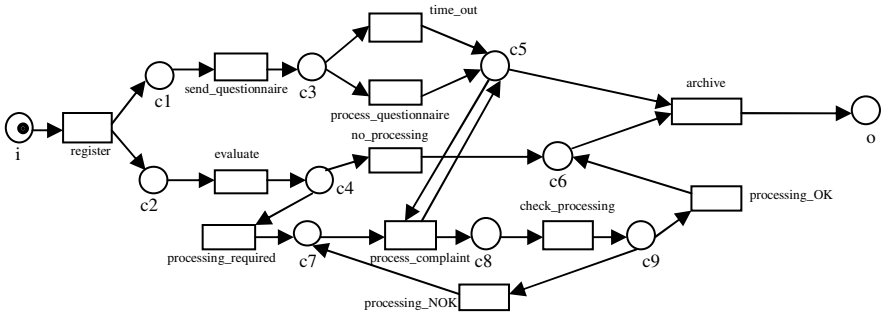 time_out
c5
archive
c1
send_questionnaire
c3
process_questionnaire
i
register
no_processing
o
evaluate
c2
c4
c6
processing_OK
check_processing
processing_required
c7
process_complaint
c8
c9
processing_NOK